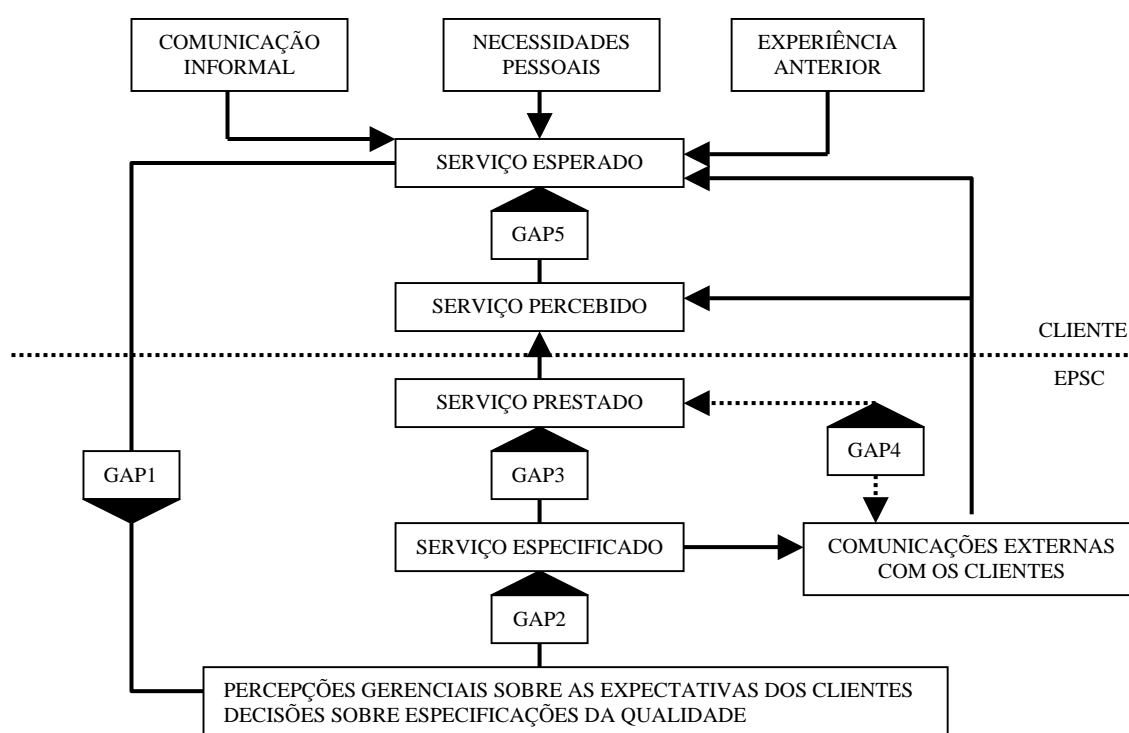 COMUNICAÇÃO
INFORMAL
NECESSIDADES
PESSOAIS
EXPERIÊNCIA
ANTERIOR
SERVIÇO ESPERADO
GAP5
SERVIÇO PERCEBIDO
CLIENTE
EPSC
SERVIÇO PRESTADO
GAP1
GAP3
GAP4
SERVIÇO ESPECIFICADO
COMUNICAÇÕES EXTERNAS
COM OS CLIENTES
GAP2
PERCEPÇÕES GERENCIAIS SOBRE AS EXPECTATIVAS DOS CLIENTES
DECISÕES SOBRE ESPECIFICAÇÕES DA QUALIDADE